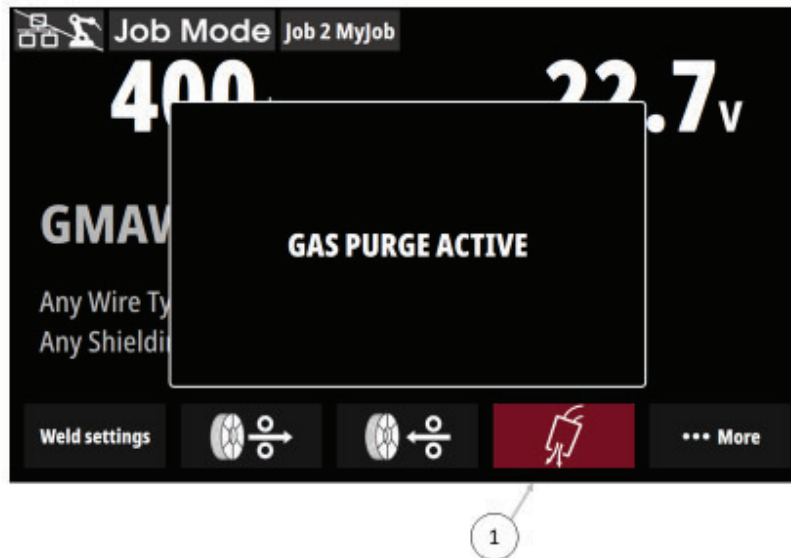 Job Mode Job 2 MyJob
400 22.7 V
GMAW
GAS PURGE ACTIVE
Any Wire Ty
Any Shieldi
Weld settings ••• More
1